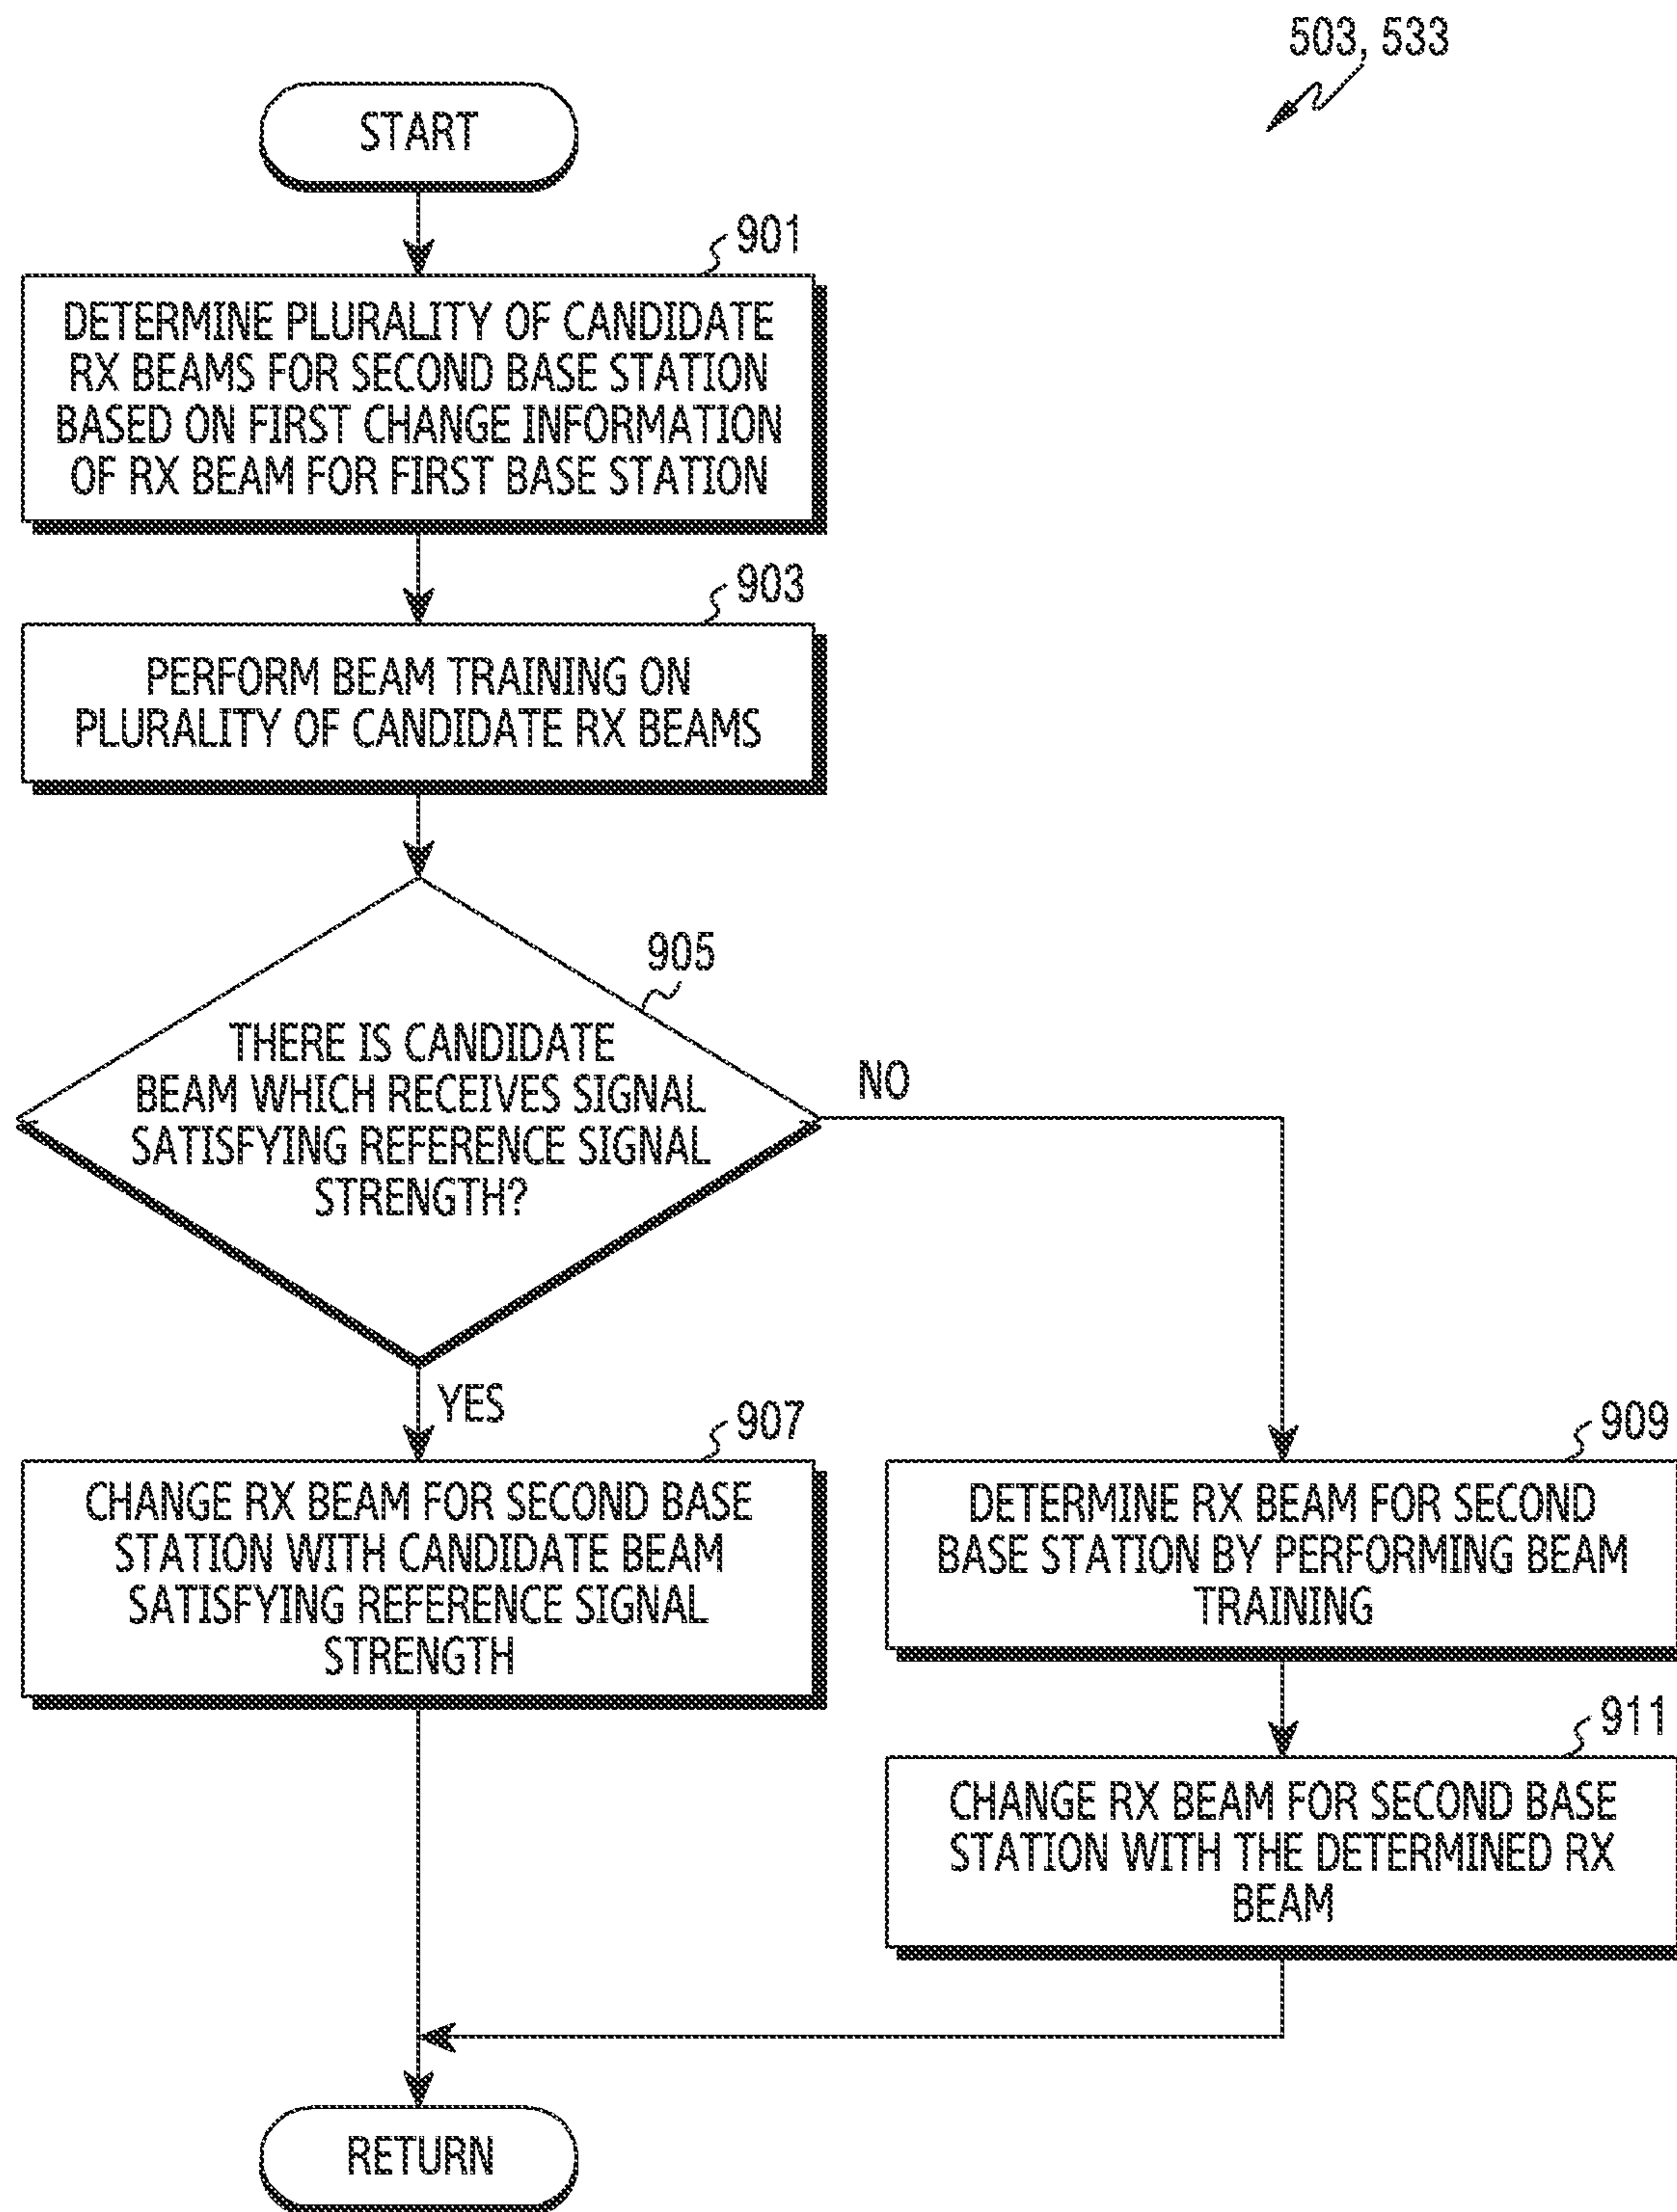 503, 533
START
901
DETERMINE PLURALITY OF CANDIDATE
RX BEAMS FOR SECOND BASE STATION
BASED ON FIRST CHANGE INFORMATION
OF RX BEAM FOR FIRST BASE STATION
903
PERFORM BEAM TRAINING ON
PLURALITY OF CANDIDATE RX BEAMS
905
THERE IS CANDIDATE
BEAM WHICH RECEIVES SIGNAL
SATISFYING REFERENCE SIGNAL
STRENGTH?
NO
YES
907
CHANGE RX BEAM FOR SECOND BASE
STATION WITH CANDIDATE BEAM
SATISFYING REFERENCE SIGNAL
STRENGTH
909
DETERMINE RX BEAM FOR SECOND
BASE STATION BY PERFORMING BEAM
TRAINING
911
CHANGE RX BEAM FOR SECOND BASE
STATION WITH THE DETERMINED RX
BEAM
RETURN